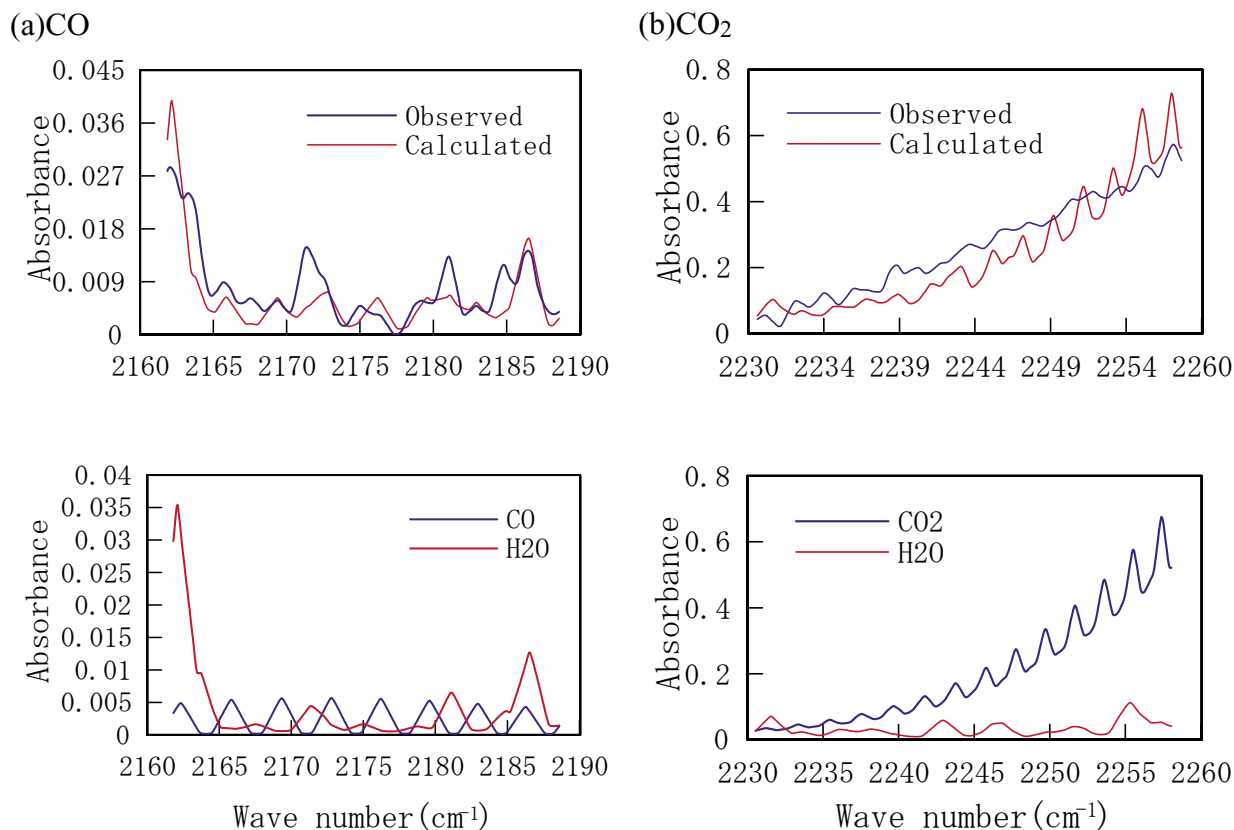 (a)CO
0.045
0.036
0.027
0.018
0.009
0
Absorbance
Observed
Calculated
2160 2165 2170 2175 2180 2185 2190
(b)CO2
0.8
0.6
0.4
0.2
0
Absorbance
Observed
Calculated
2230 2234 2239 2244 2249 2254 2260
0.04
0.035
0.03
0.025
0.02
0.015
0.01
0.005
0
Absorbance
CO
H2O
2160 2165 2170 2175 2180 2185 2190
Wave number(cm-1)
0.8
0.6
0.4
0.2
0
Absorbance
CO2
H2O
2230 2235 2240 2245 2250 2255 2260
Wave number(cm-1)